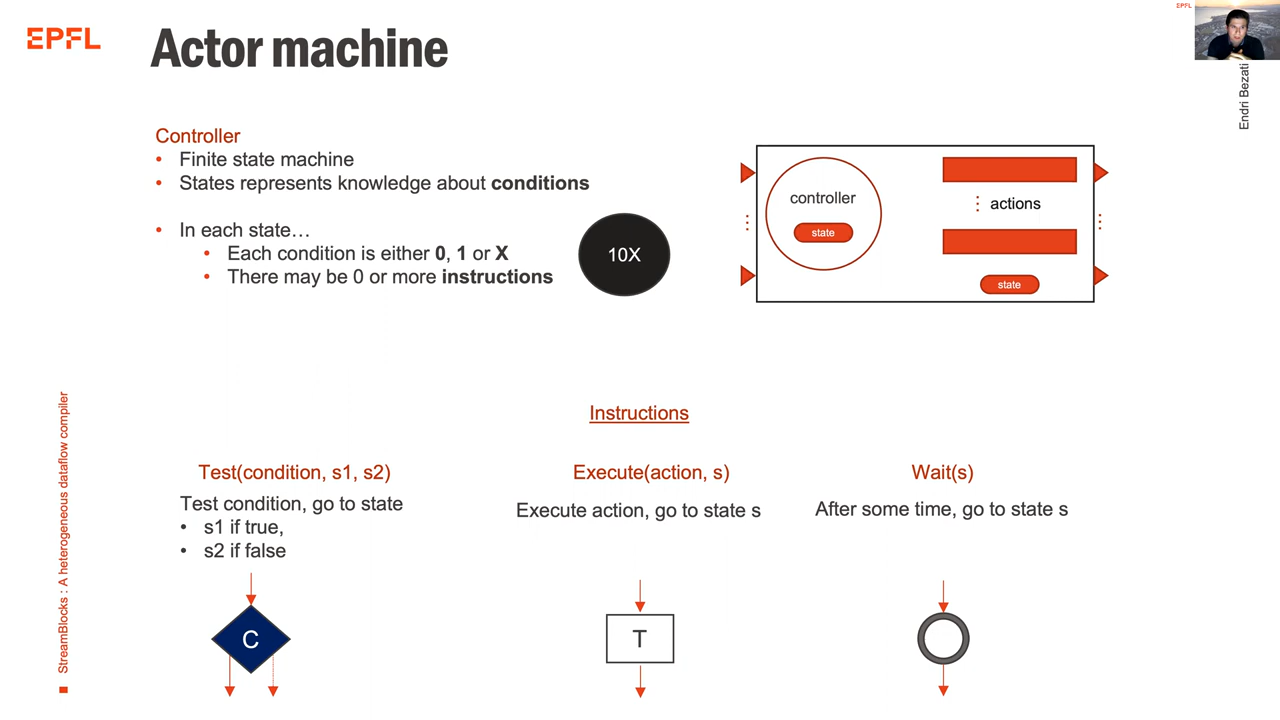 EPFL
Actor machine
EPFL
Endri Bezati
Controller
• Finite state machine
• States represents knowledge about conditions
• In each state…
• Each condition is either 0, 1 or X
• There may be 0 or more instructions
10X
controller
state
actions
state
Instructions
Test(condition, s1, s2)
Test condition, go to state
• s1 if true,
• s2 if false
C
Execute(action, s)
Execute action, go to state s
T
Wait(s)
After some time, go to state s
StreamBlocks : A heterogeneous dataflow compiler